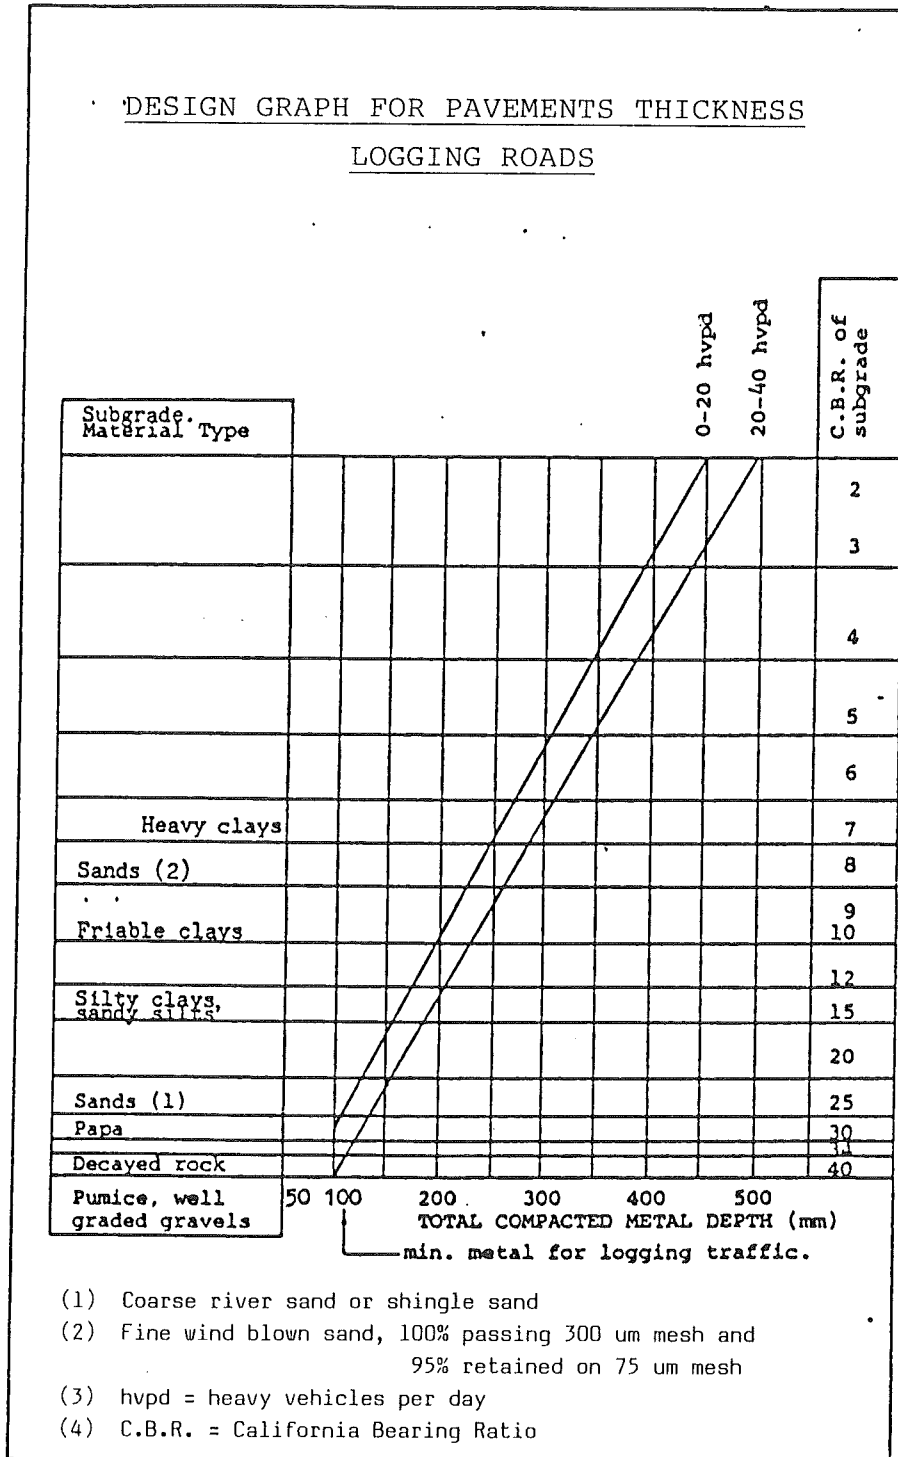 DESIGN GRAPH FOR PAVEMENTS THICKNESS
LOGGING ROADS
0-20 hvpd
20-40 hvpd
C.B.R. of
subgrade
Subgrade.
Material Type
2
3
4
5
6
Heavy clays
7
Sands (2)
8
9
Friable clays
10
12
Silty clays,
sandy silts,
15
20
Sands (1)
25
Papa
30
Decayed rock
40
Pumice, well
graded gravels
50 100 200 300 400 500
TOTAL COMPACTED METAL DEPTH (mm)
min. metal for logging traffic.
(1) Coarse river sand or shingle sand
(2) Fine wind blown sand, 100% passing 300 um mesh and
95% retained on 75 um mesh
(3) hvpd = heavy vehicles per day
(4) C.B.R. = California Bearing Ratio